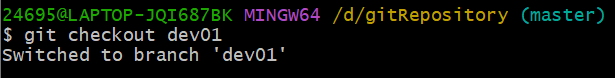 24695@LAPTOP-JQI687BK MINGW64 /d/gitRepository (master)
$ git checkout dev01
Switched to branch 'dev01'